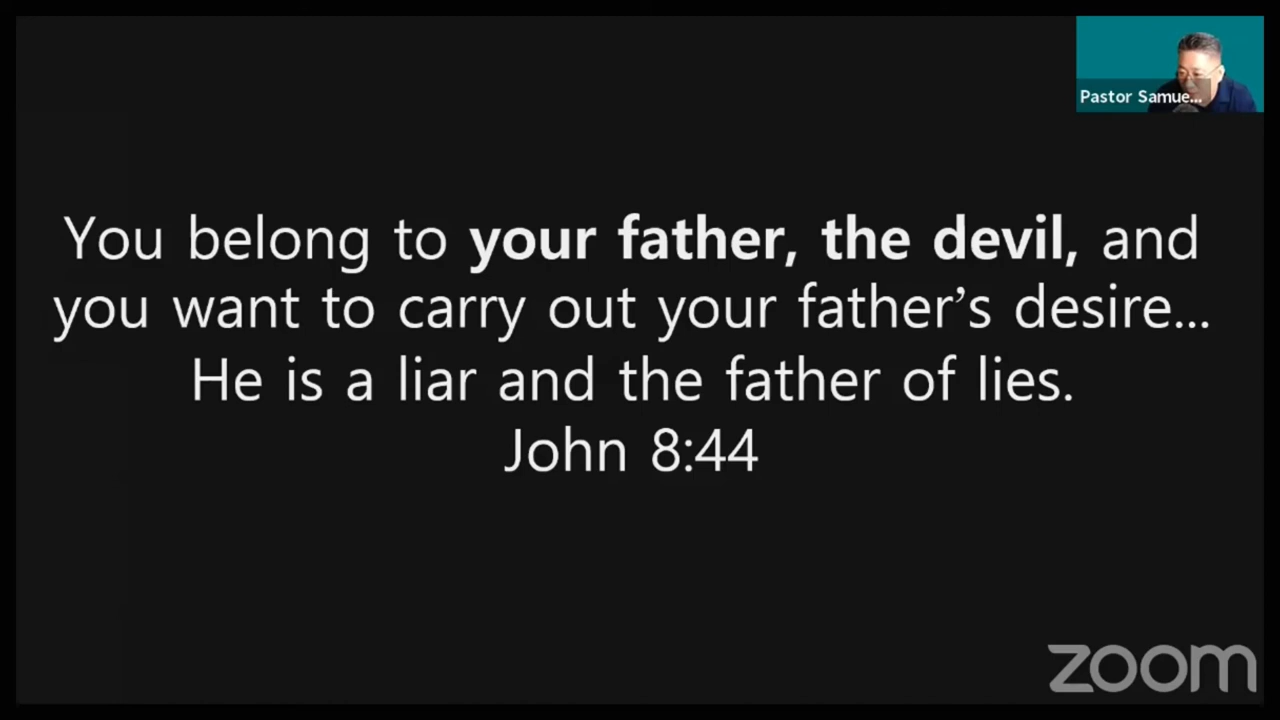 Pastor Samue...
You belong to your father, the devil, and
you want to carry out your father’s desire...
He is a liar and the father of lies.
John 8:44
zoom